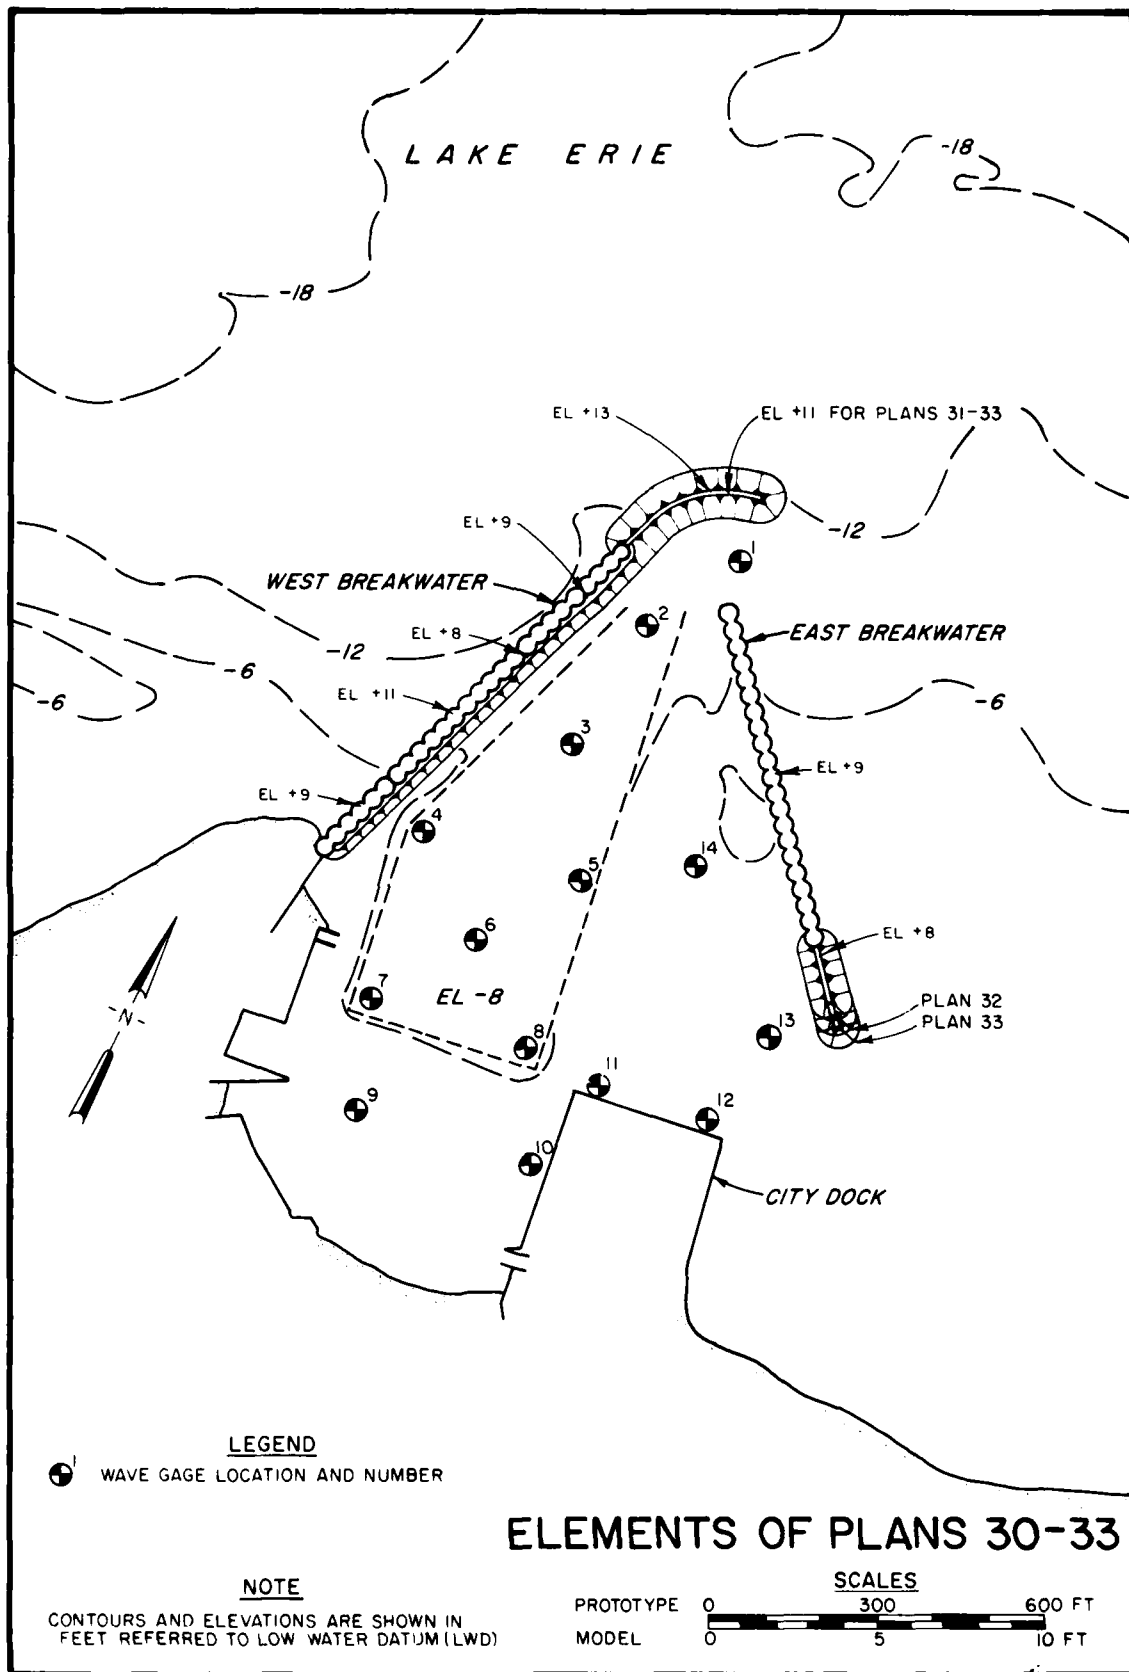 LAKE ERIE
-18
-18
EL +13
EL +11 FOR PLANS 31-33
EL +9
-12
1
WEST BREAKWATER
2
EAST BREAKWATER
EL +8
-12
-6
EL +11
-6
-6
3
EL +9
EL +9
4
14
5
EL +8
6
7
EL -8
PLAN 32
PLAN 33
13
8
11
N
9
12
10
CITY DOCK
LEGEND
1
WAVE GAGE LOCATION AND NUMBER
ELEMENTS OF PLANS 30-33
NOTE
CONTOURS AND ELEVATIONS ARE SHOWN IN
FEET REFERRED TO LOW WATER DATUM (LWD)
SCALES
PROTOTYPE 0 300 600 FT
MODEL 0 5 10 FT